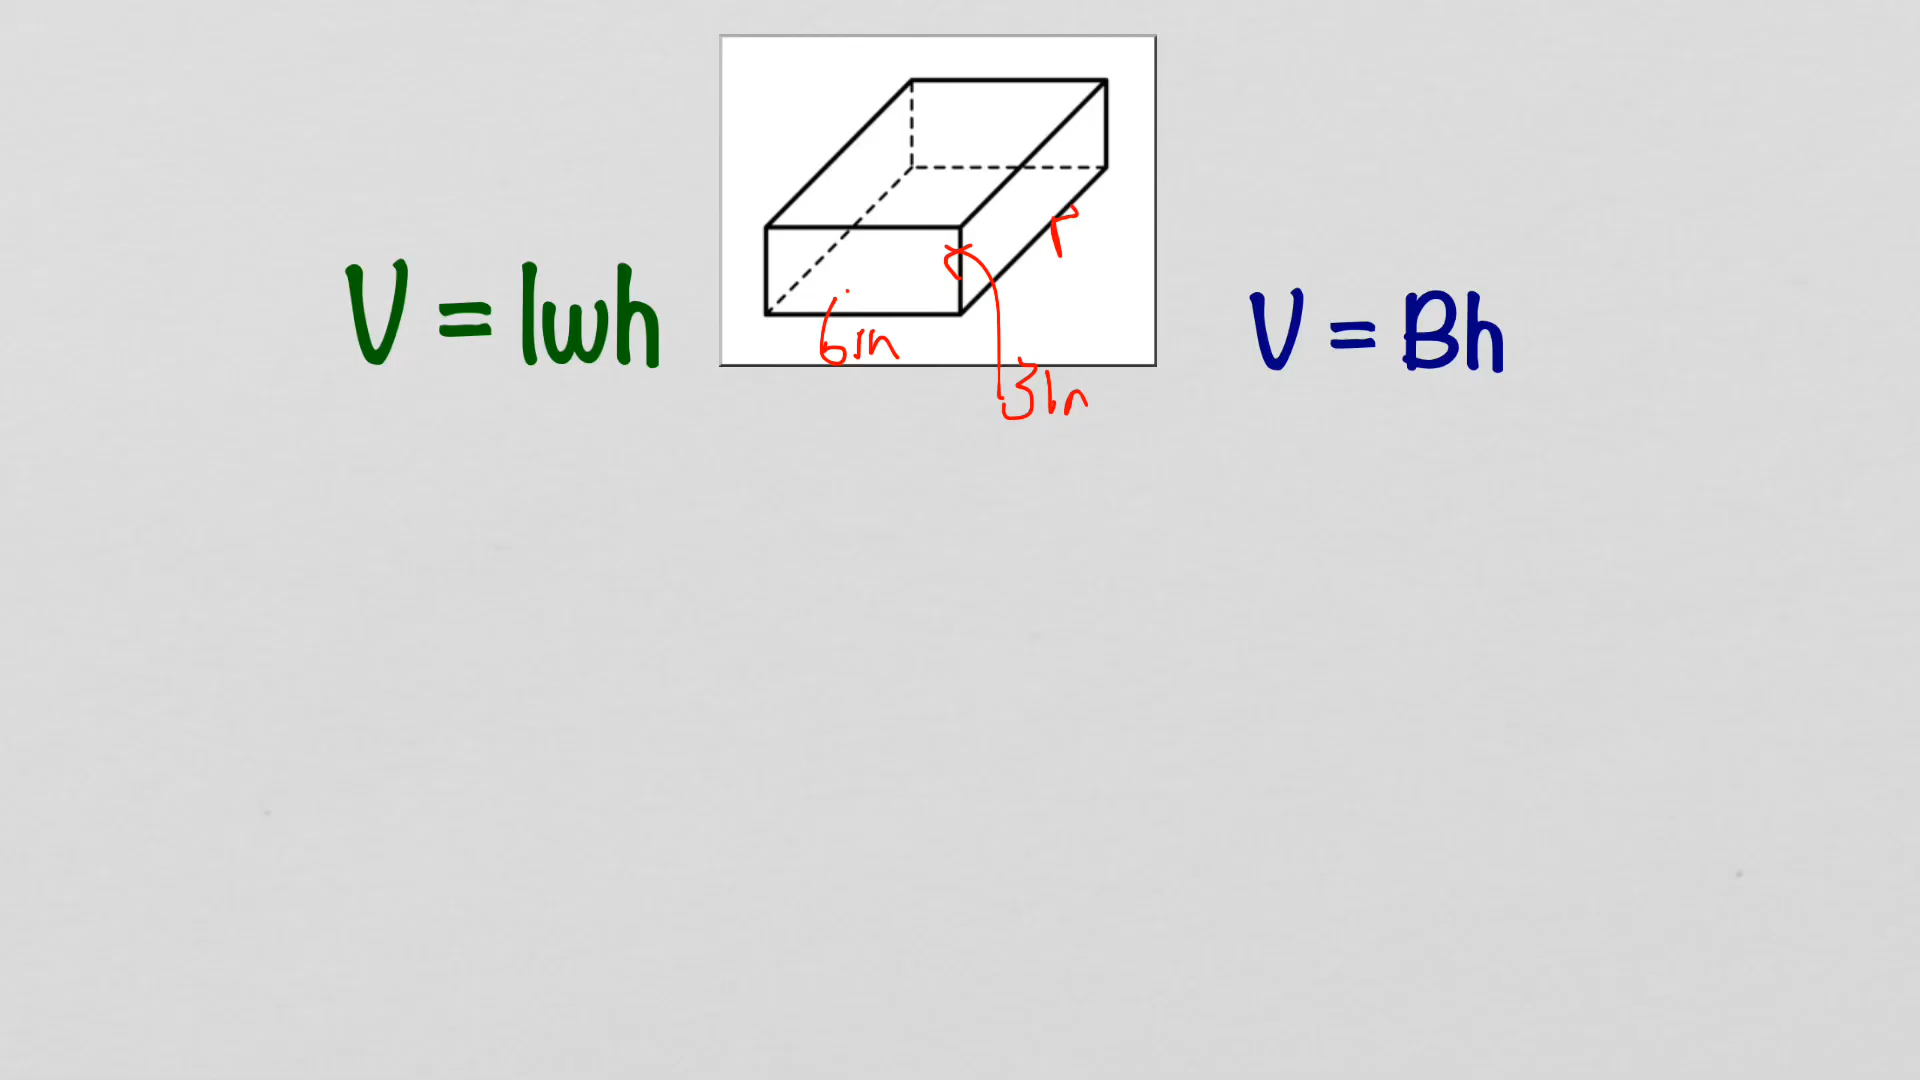 V = lwh
6in
3in
V = Bh